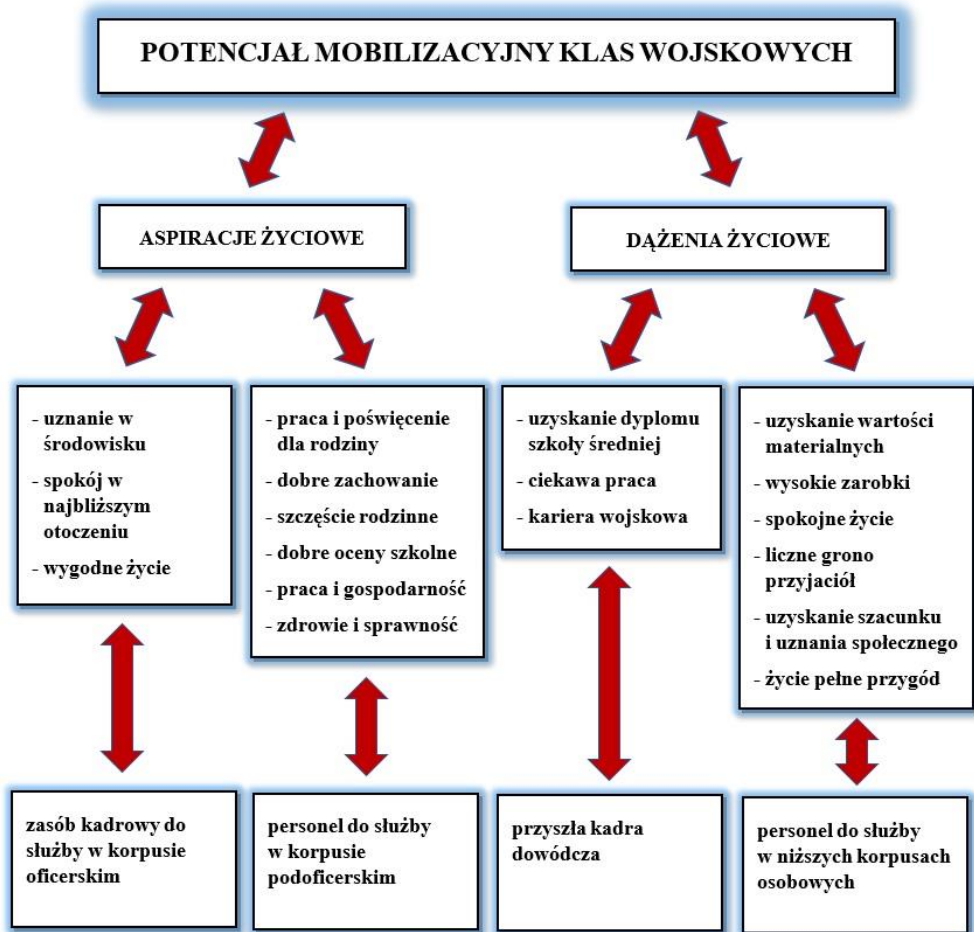 POTENCJAŁ MOBILIZACYJNY KLAS WOJSKOWYCH
ASPIRACJE ŻYCIOWE
DĄŻENIA ŻYCIOWE
- uznanie w
środowisku
- spokój w
najbliższym
otoczeniu
- wygodne życie
- praca i poświęcenie
dla rodziny
- dobre zachowanie
- szczęście rodzinne
- dobre oceny szkolne
- praca i gospodarność
- zdrowie i sprawność
- uzyskanie dyplomu
szkoły średniej
- ciekawa praca
- kariera wojskowa
- uzyskanie wartości
materialnych
- wysokie zarobki
- spokojne życie
- liczne grono
przyjaciół
- uzyskanie szacunku
i uznania społecznego
- życie pełne przygód
zasób kadrowy do
służby w korpusie
oficerskim
personel do służby
w korpusie
podoficerskim
przyszła kadra
dowódcza
personel do służby
w niższych korpusach
osobowych